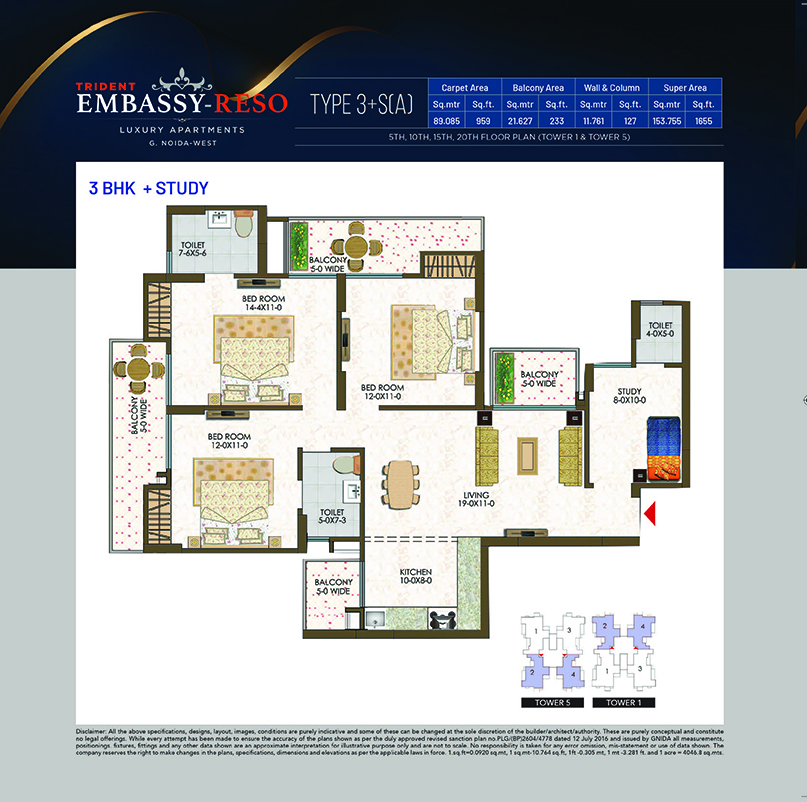 TRIDENT
EMBASSY-RESO
LUXURY APARTMENTS
G. NOIDA-WEST
TYPE 3+S(A)
Carpet Area Balcony Area Wall & Column Super Area
Sq.mtr Sq.ft. Sq.mtr Sq.ft. Sq.mtr Sq.ft. Sq.mtr Sq.ft.
89.085 959 21.627 233 11.761 127 153.755 1655
5TH, 10TH, 15TH, 20TH FLOOR PLAN (TOWER 1 & TOWER 5)
3 BHK + STUDY
TOILET
7-6X5-6
BALCONY
5-0 WIDE
BED ROOM
14-4X11-0
BED ROOM
12-0X11-0
TOILET
4-0X5-0
BALCONY
5-0 WIDE
STUDY
8-0X10-0
BALCONY
5-0 WIDE
BED ROOM
12-0X11-0
LIVING
19-0X11-0
TOILET
5-0X7-3
KITCHEN
10-0X8-0
BALCONY
5-0 WIDE
1 3 2 4
2 4 1 3
TOWER 5 TOWER 1
Disclaimer: All the above specifications, designs, layout, images, conditions are purely indicative and some of these can be changed at the sole discretion of the builder/architect/authority. These are purely conceptual and constitute
no legal offerings. While every attempt has been made to ensure the accuracy of the plans shown as per the duly approved revised sanction plan no.PLG/(BP)2604/4778 dated 12 July 2016 and issued by GNIDA all measurements,
positionings. fixtures, fittings and any other data shown are an approximate interpretation for illustrative purpose only and are not to scale. No responsibility is taken for any error omission, mis-statement or use of data shown. The
company reserves the right to make changes in the plans, specifications, dimensions and elevations as per the applicable laws in force. 1.sq.ft=0.0920 sq.mt, 1 sq.mt-10.764 sq.ft, 1ft -0.305 mt, 1 mt -3.281 ft. and 1 acre = 4046.8 sq.mts.